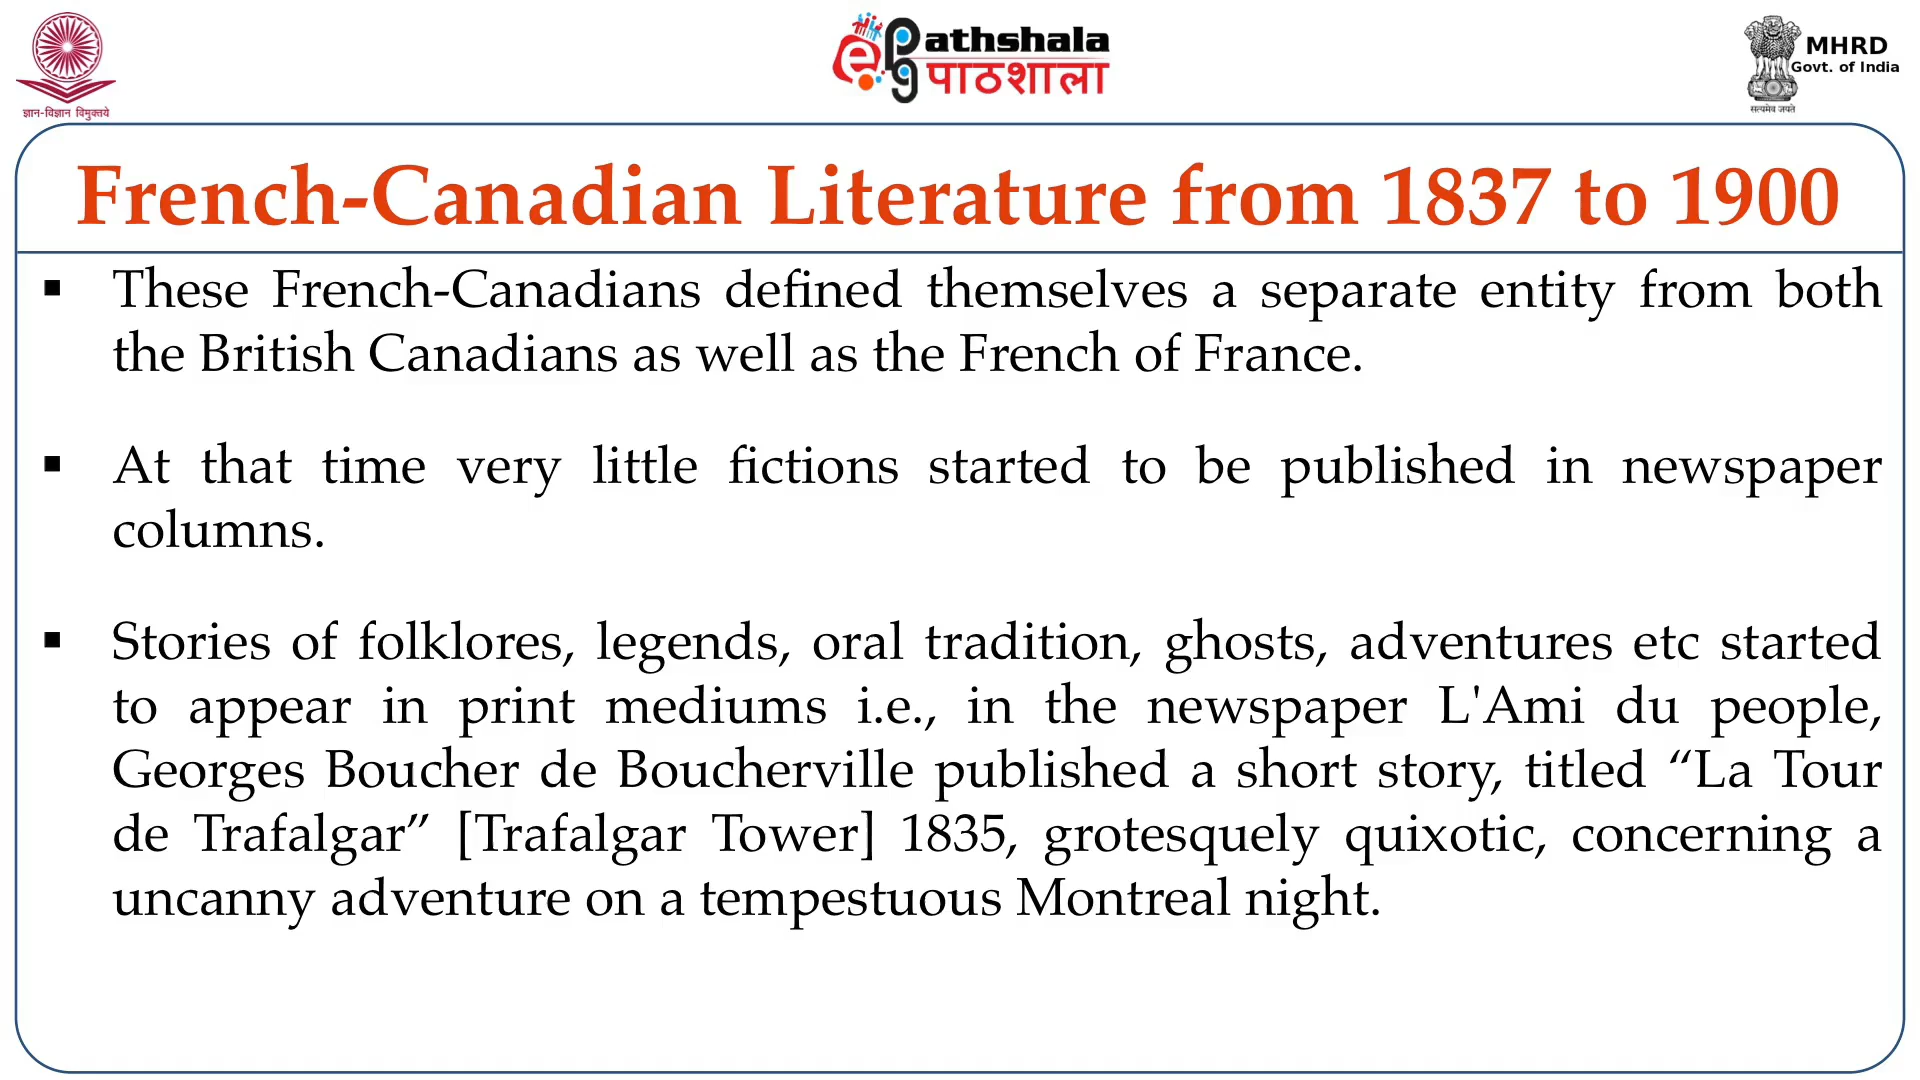 ज्ञान-विज्ञान विमुक्तये
ePG Pathshala
पाठशाला
MHRD
Govt. of India
सत्यमेव जयते
French-Canadian Literature from 1837 to 1900
▪ These French-Canadians defined themselves a separate entity from both
the British Canadians as well as the French of France.
▪ At that time very little fictions started to be published in newspaper
columns.
▪ Stories of folklores, legends, oral tradition, ghosts, adventures etc started
to appear in print mediums i.e., in the newspaper L'Ami du people,
Georges Boucher de Boucherville published a short story, titled “La Tour
de Trafalgar” [Trafalgar Tower] 1835, grotesquely quixotic, concerning a
uncanny adventure on a tempestuous Montreal night.